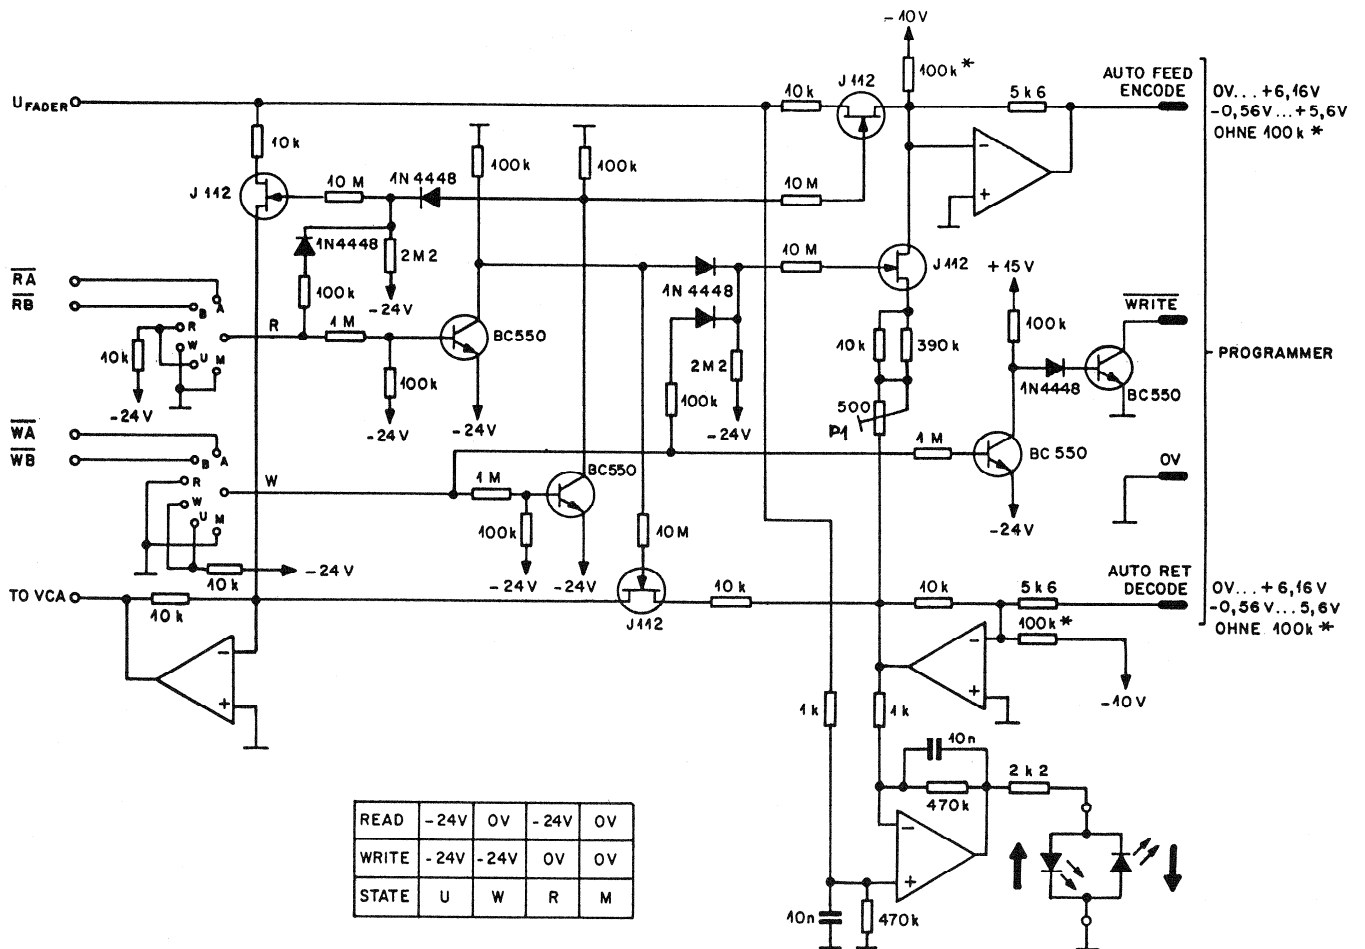 -10V
100k*
J112
10k
5k6
AUTO FEED
ENCODE
0V...+6,16V
-0,56V...+5,6V
OHNE 100k*
UFADER
10k
100k
100k
J112
10M
1N4448
10M
1N4448
2M2
-24V
100k
10M
J112
+15V
1N4448
WRITE
RA
RB
B
A
R
W
U
M
10k
-24V
R
1M
BC550
100k
-24V
-24V
2M2
100k
-24V
10k
390k
500
P1
100k
1N4448
BC550
PROGRAMMER
WA
WB
B
A
R
W
U
M
W
1M
BC550
1M
BC550
-24V
0V
100k
-24V
-24V
10M
10k
-24V
TO VCA
10k
J112
10k
10k
5k6
100k*
-10V
AUTO RET
DECODE
0V...+6,16V
-0,56V...5,6V
OHNE 100k*
-
+
-
+
-
+
1k
1k
10n
470k
2k2
-
+
10n
470k
READ -24V 0V -24V 0V
WRITE -24V -24V 0V 0V
STATE U W R M